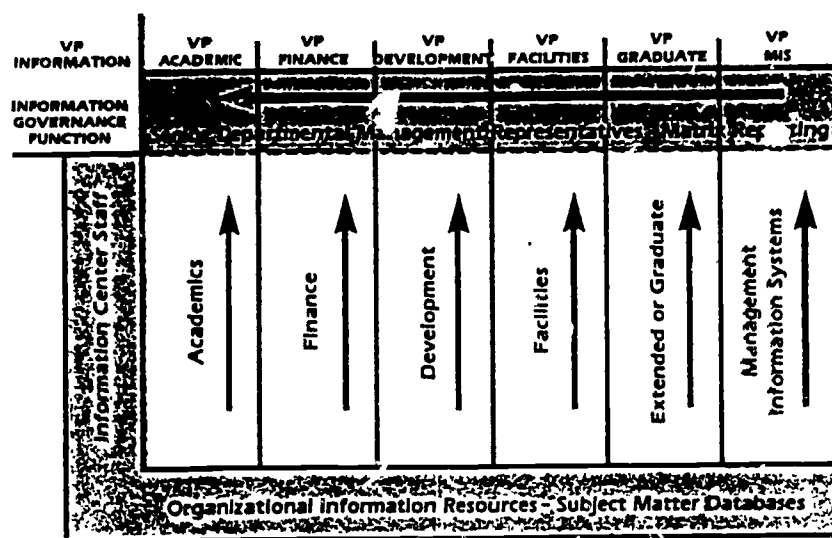 VP INFORMATION
VP ACADEMIC
VP FINANCE
VP DEVELOPMENT
VP FACILITIES
VP GRADUATE
VP MIS
INFORMATION GOVERNANCE FUNCTION
Departmental Management Representatives Matrix
Information Center Staff
Academics
Finance
Development
Facilities
Extended or Graduate
Management Information Systems
Organizational Information Resources - Subject Matter Databases